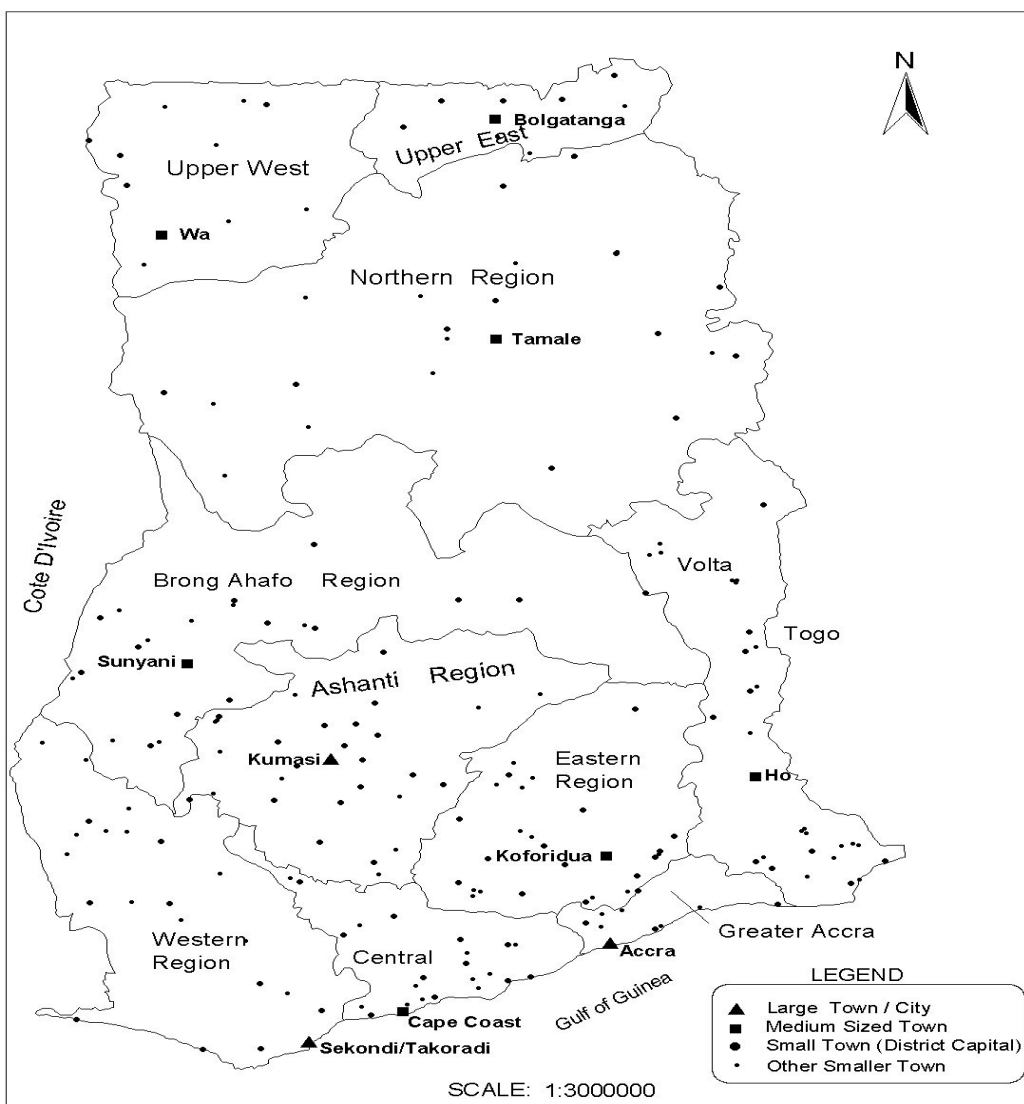 N
Bolgatanga
Upper East
Upper West
Wa
Northern Region
Tamale
Cote D'Ivoire
Brong Ahafo Region
Volta
Togo
Sunyani
Ashanti Region
Kumasi
Eastern
Region
Ho
Koforidua
Western
Region
Central
Greater Accra
Accra
Gulf of Guinea
Cape Coast
Sekondi/Takoradi
LEGEND
Large Town / City
Medium Sized Town
Small Town (District Capital)
Other Smaller Town
SCALE: 1:3000000